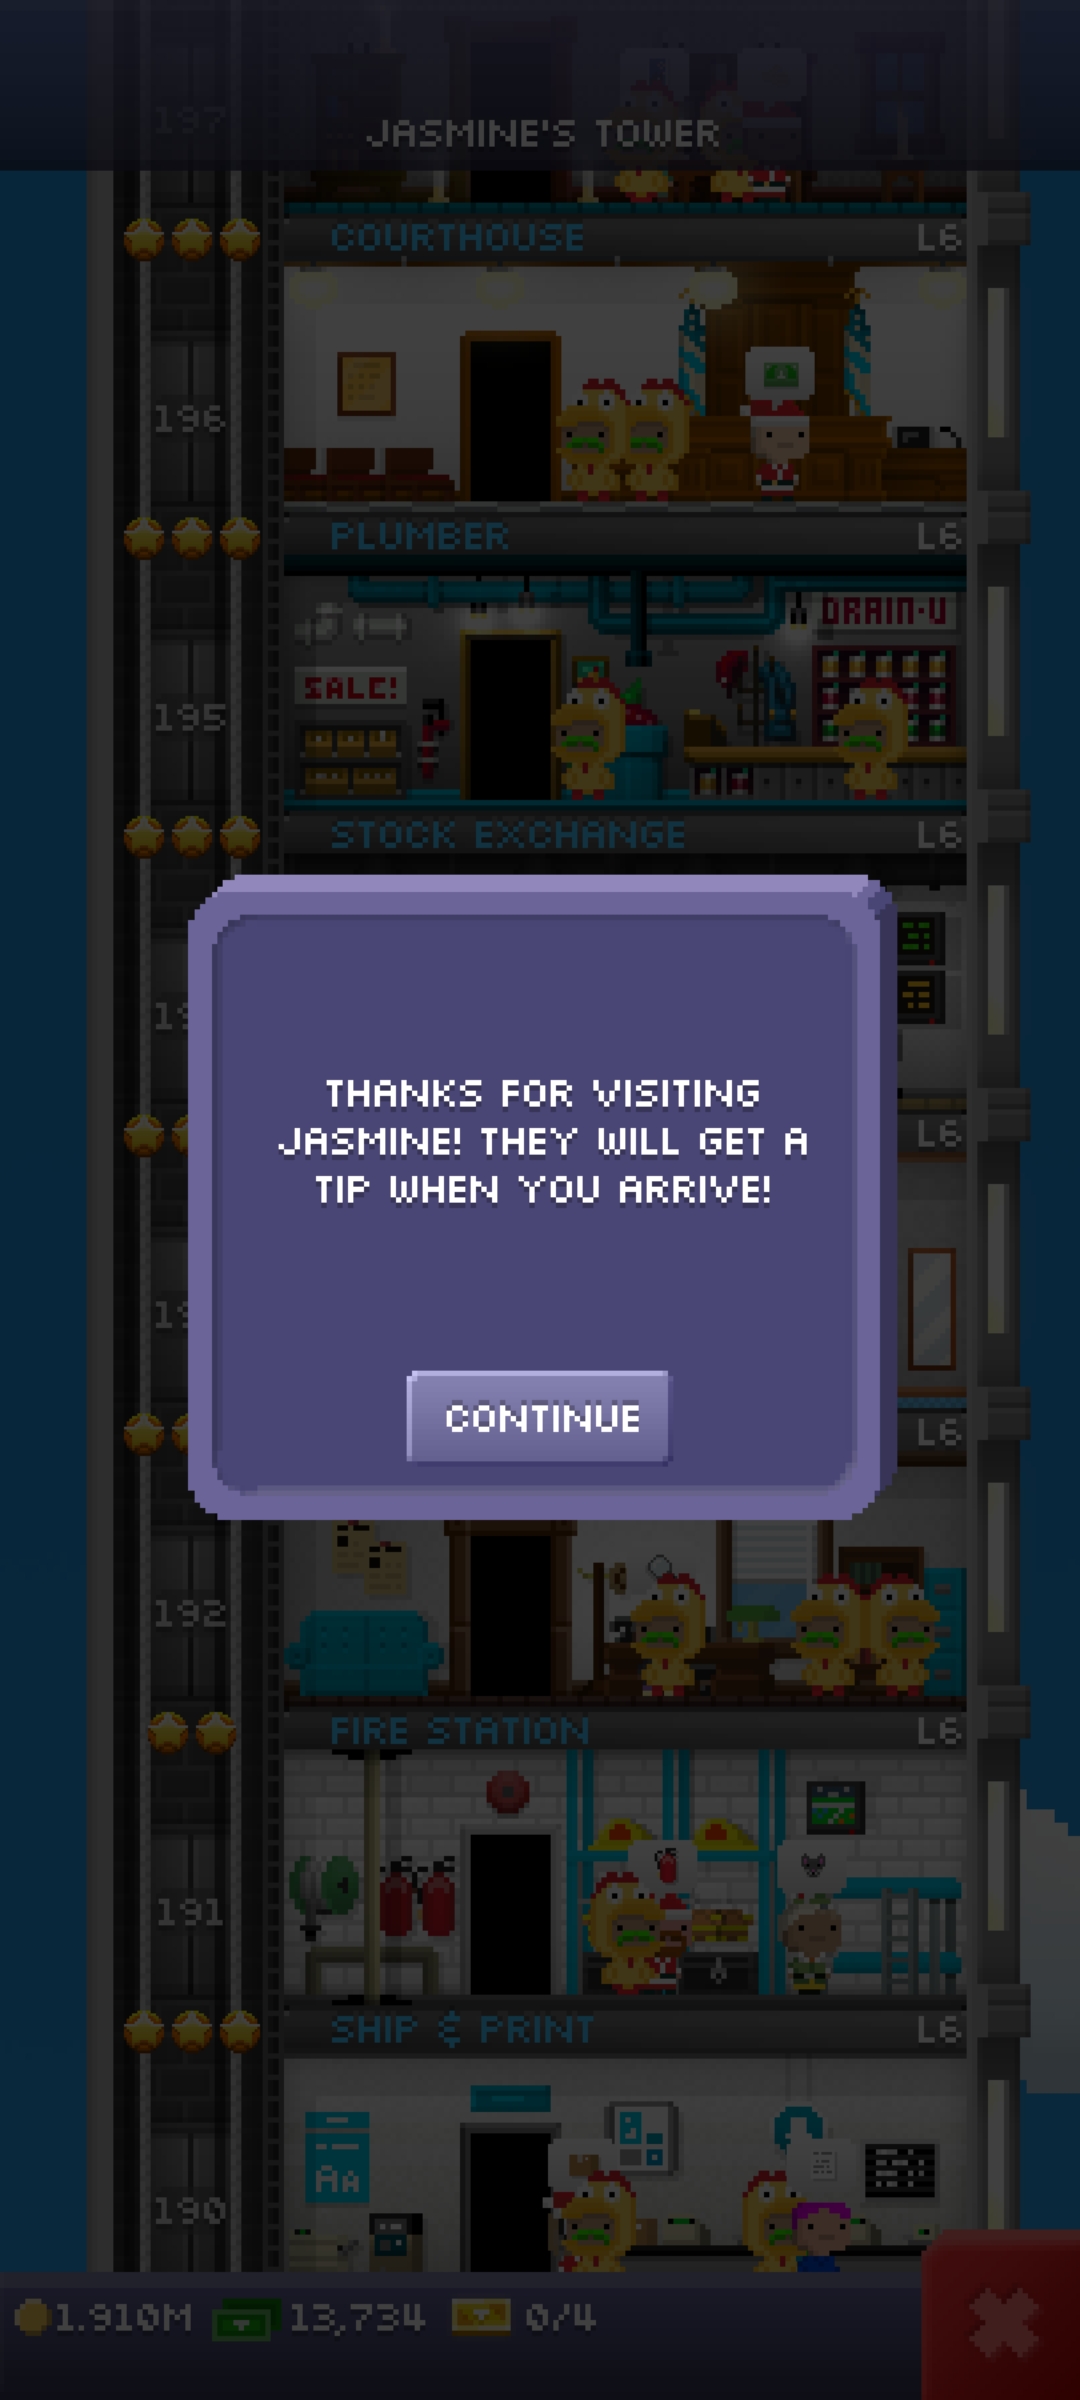 197
JASMINE'S TOWER
COURTHOUSE L6
196
PLUMBER L6
DRAIN-U
SALE!
195
STOCK EXCHANGE L6
L6
THANKS FOR VISITING
JASMINE! THEY WILL GET A
TIP WHEN YOU ARRIVE!
L6
CONTINUE
192
FIRE STATION L6
191
SHIP & PRINT L6
AA
190
1.910M 13,734 0/4